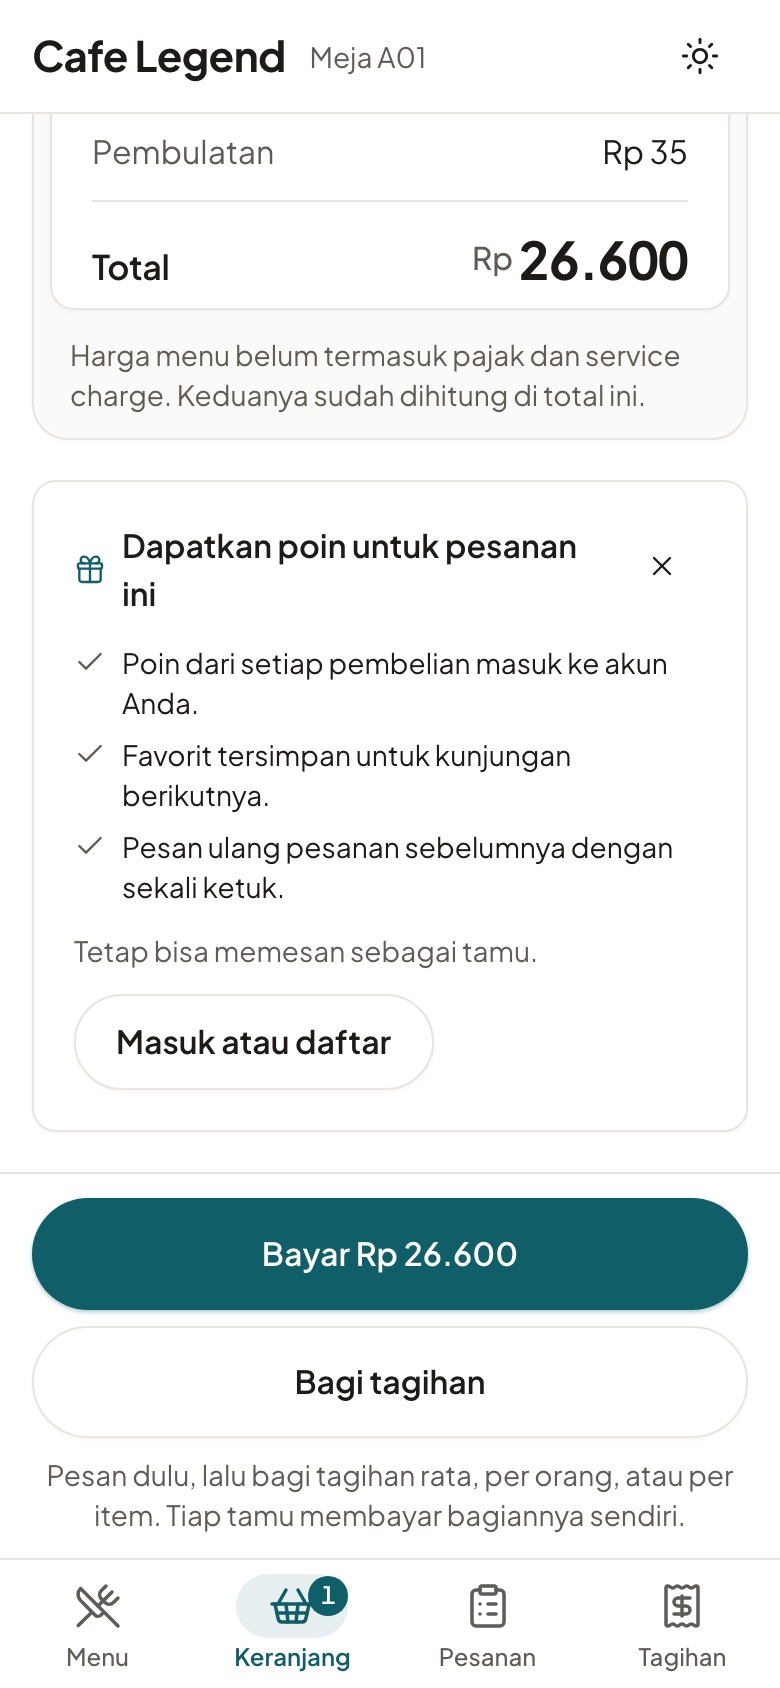 Cafe Legend Meja A01
Pembulatan Rp 35
Total Rp 26.600
Harga menu belum termasuk pajak dan service
charge. Keduanya sudah dihitung di total ini.
Dapatkan poin untuk pesanan
ini
Poin dari setiap pembelian masuk ke akun
Anda.
Favorit tersimpan untuk kunjungan
berikutnya.
Pesan ulang pesanan sebelumnya dengan
sekali ketuk.
Tetap bisa memesan sebagai tamu.
Masuk atau daftar
Bayar Rp 26.600
Bagi tagihan
Pesan dulu, lalu bagi tagihan rata, per orang, atau per
item. Tiap tamu membayar bagiannya sendiri.
1
Menu Keranjang Pesanan Tagihan